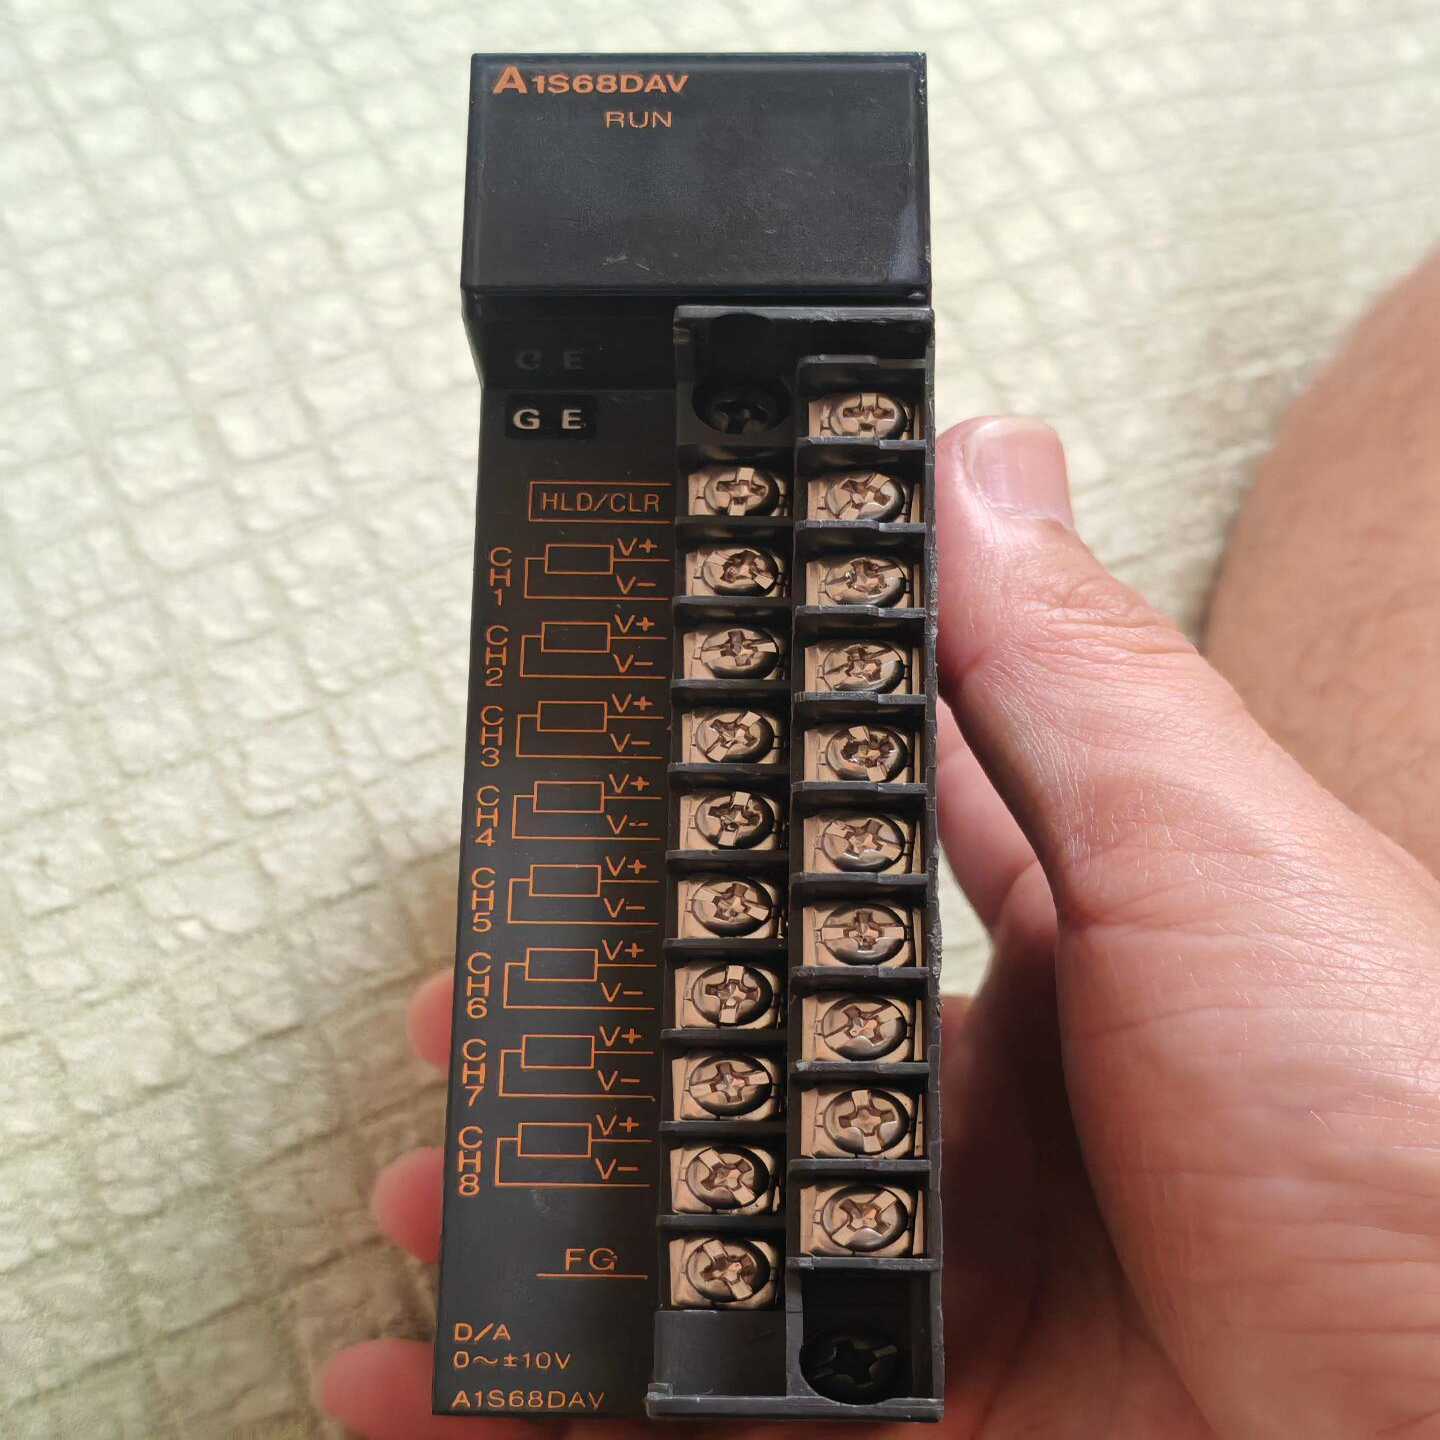 A1S68DAV
RUN
G E
G E
HLD/CLR
CH1 V+
V-
CH2 V+
V-
CH3 V+
V-
CH4 V+
V-
CH5 V+
V-
CH6 V+
V-
CH7 V+
V-
CH8 V+
V-
FG
D/A
0~±10V
A1S68DAV